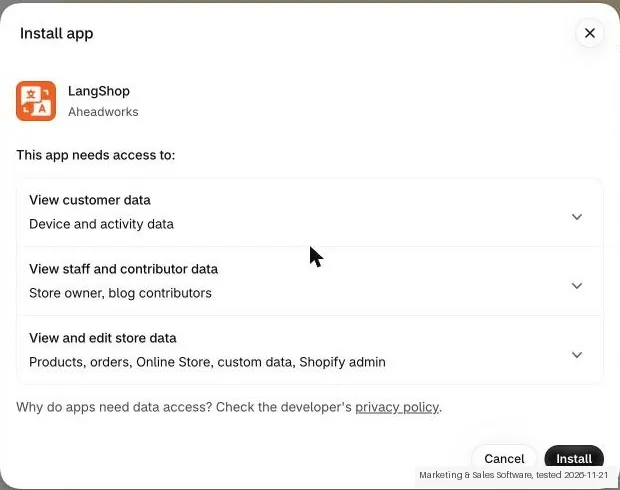 Install app
LangShop
Aheadworks
This app needs access to:
View customer data
Device and activity data
View staff and contributor data
Store owner, blog contributors
View and edit store data
Products, orders, Online Store, custom data, Shopify admin
Why do apps need data access? Check the developer's privacy policy.
Cancel
Install
Marketing & Sales Software, tested 2026-11-21